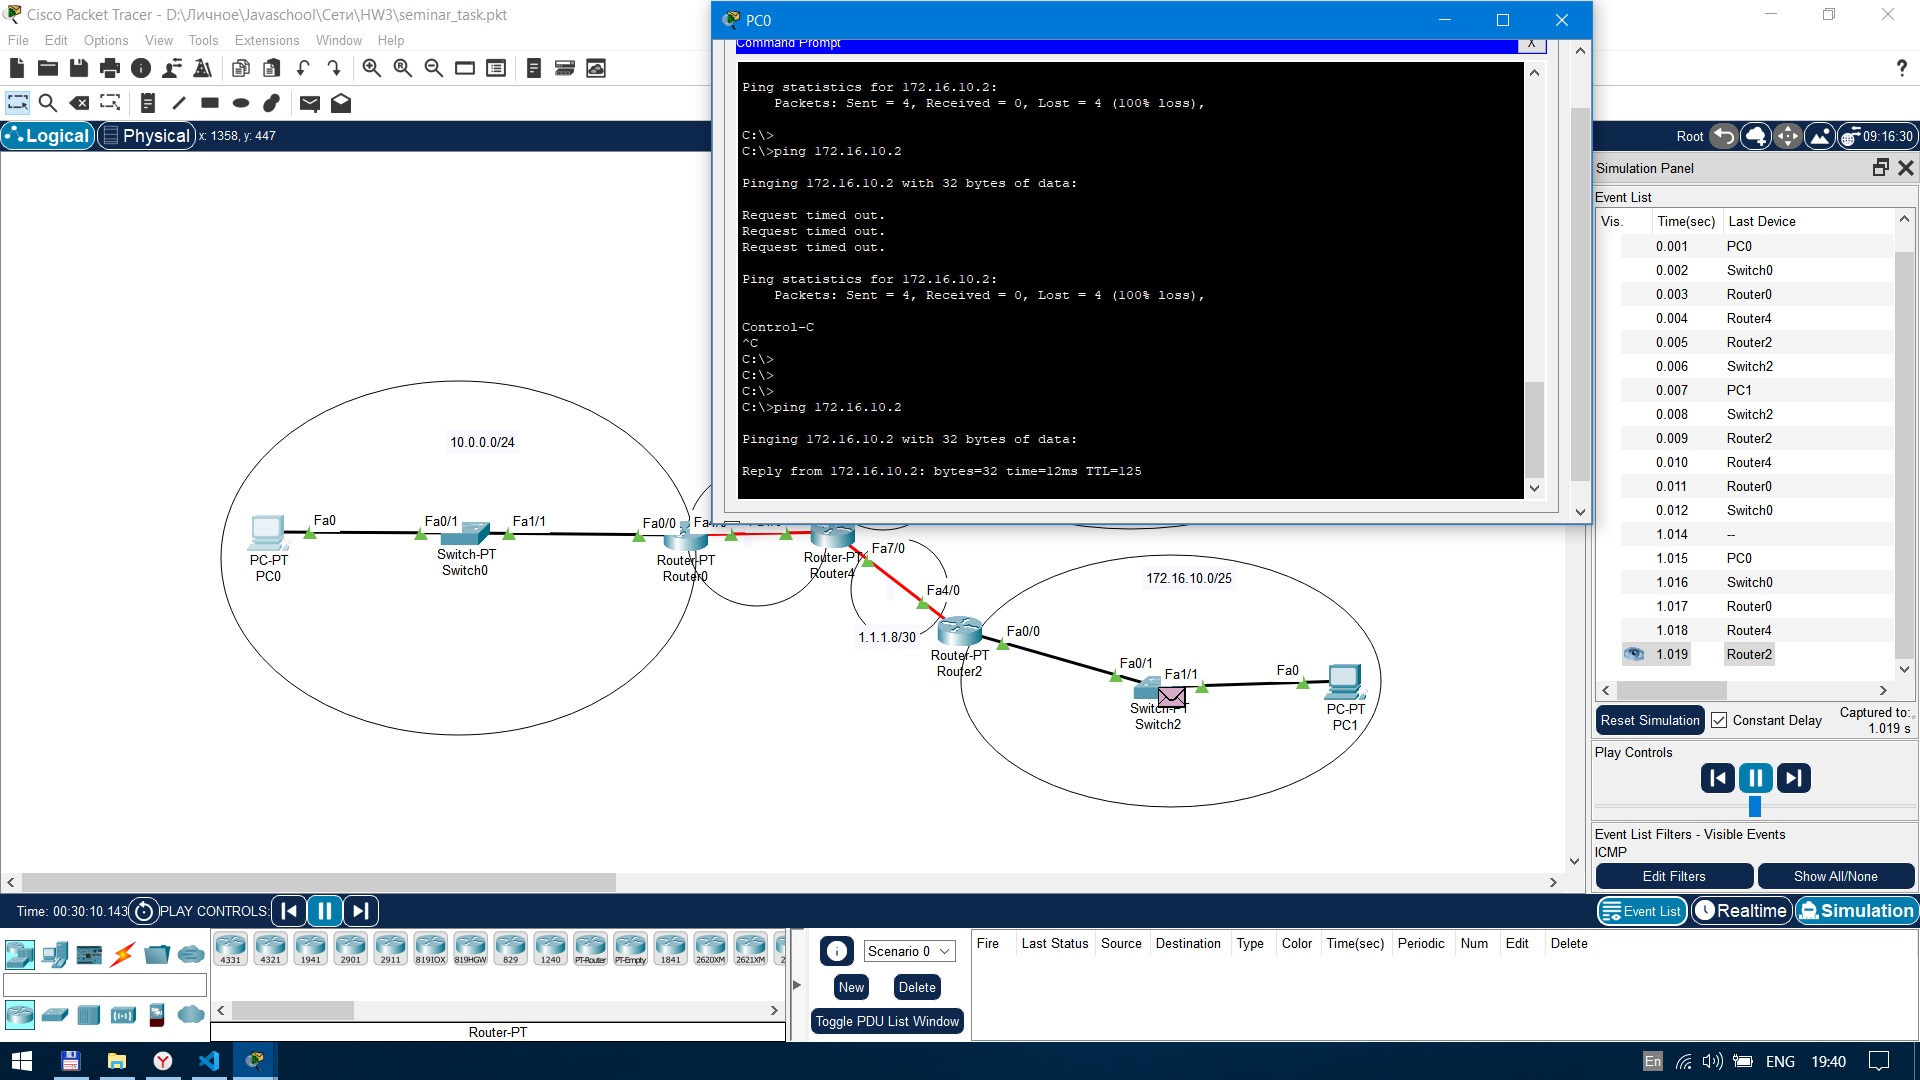 Cisco Packet Tracer - D:\Личное\Javaschool\Сети\HW3\seminar_task.pkt
File Edit Options View Tools Extensions Window Help
?
Logical
Physical
x: 1358, y: 447
Root
09:16:30
PC0
Command Prompt
X
Ping statistics for 172.16.10.2:
Packets: Sent = 4, Received = 0, Lost = 4 (100% loss),
C:\>
C:\>ping 172.16.10.2
Pinging 172.16.10.2 with 32 bytes of data:
Request timed out.
Request timed out.
Request timed out.
Ping statistics for 172.16.10.2:
Packets: Sent = 4, Received = 0, Lost = 4 (100% loss),
Control-C
^C
C:\>
C:\>
C:\>
C:\>ping 172.16.10.2
Pinging 172.16.10.2 with 32 bytes of data:
Reply from 172.16.10.2: bytes=32 time=12ms TTL=125
10.0.0.0/24
Fa0
Fa0/1
Fa1/1
Fa0/0
PC-PT
PC0
Switch-PT
Switch0
Router-PT
Router0
Router-PT
Router4
Fa7/0
Fa4/0
1.1.1.8/30
Router-PT
Router2
Fa0/0
172.16.10.0/25
Fa0/1
Fa1/1
Fa0
Switch-PT
Switch2
PC-PT
PC1
Simulation Panel
Event List
Vis. Time(sec) Last Device
0.001 PC0
0.002 Switch0
0.003 Router0
0.004 Router4
0.005 Router2
0.006 Switch2
0.007 PC1
0.008 Switch2
0.009 Router2
0.010 Router4
0.011 Router0
0.012 Switch0
1.014 --
1.015 PC0
1.016 Switch0
1.017 Router0
1.018 Router4
1.019 Router2
Reset Simulation
Constant Delay
Captured to:
1.019 s
Play Controls
Event List Filters - Visible Events
ICMP
Edit Filters
Show All/None
Time: 00:30:10.143
PLAY CONTROLS:
Event List
Realtime
Simulation
4331 4321 1941 2901 2911 819IOX 819HGW 829 1240 PT-Router PT-Empty 1841 2620XM 2621XM
Router-PT
Scenario 0
New
Delete
Toggle PDU List Window
Fire Last Status Source Destination Type Color Time(sec) Periodic Num Edit Delete
En
ENG
19:40